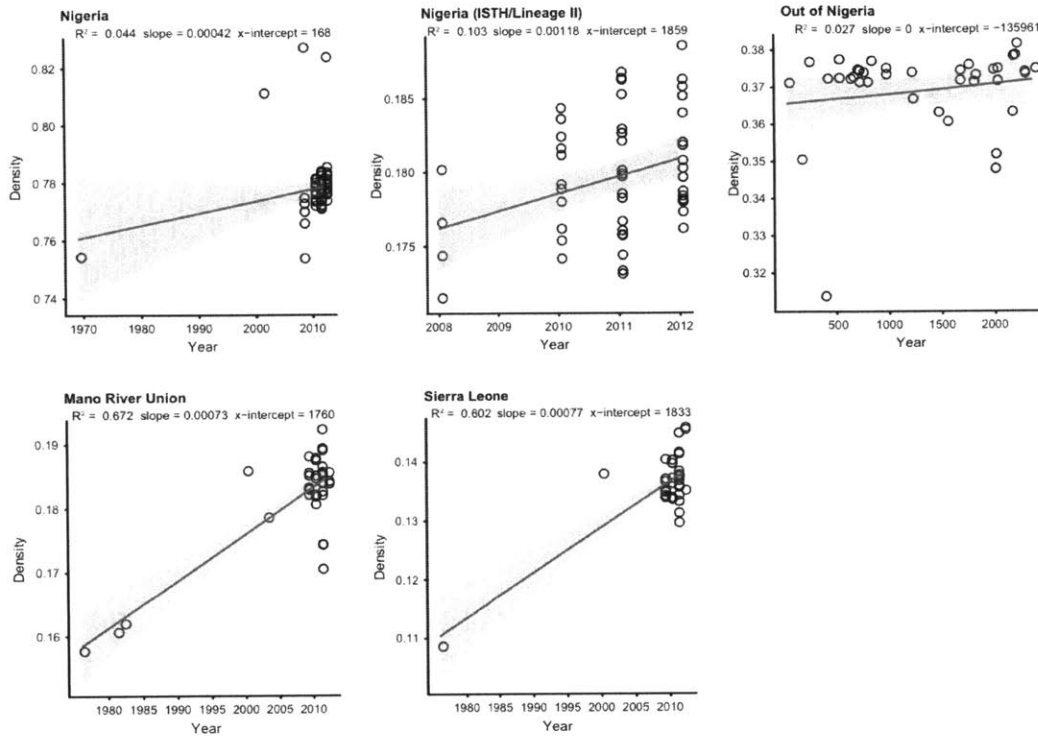 Nigeria
R² = 0.044 slope = 0.00042 x-intercept = 168
0.82
0.80
0.78
0.76
0.74
Density
1970 1980 1990 2000 2010
Year
Nigeria (ISTH/Lineage II)
R² = 0.103 slope = 0.00118 x-intercept = 1859
0.185
0.180
0.175
Density
2008 2009 2010 2011 2012
Year
Out of Nigeria
R² = 0.027 slope = 0 x-intercept = -135961
0.38
0.37
0.36
0.35
0.34
0.33
0.32
Density
500 1000 1500 2000
Year
Mano River Union
R² = 0.672 slope = 0.00073 x-intercept = 1760
0.19
0.18
0.17
0.16
Density
1980 1985 1990 1995 2000 2005 2010
Year
Sierra Leone
R² = 0.602 slope = 0.00077 x-intercept = 1833
0.14
0.13
0.12
0.11
Density
1980 1985 1990 1995 2000 2005 2010
Year